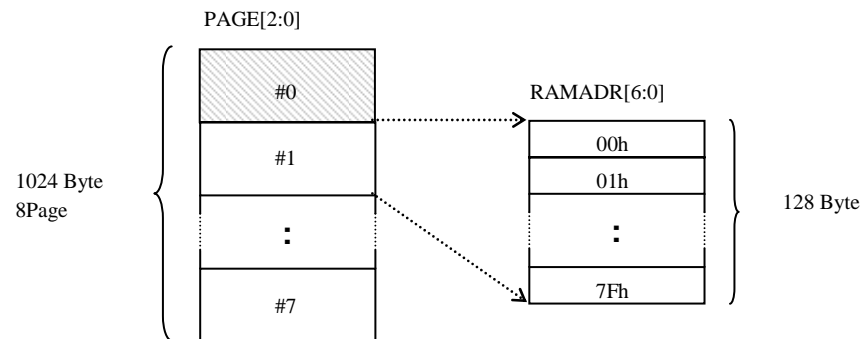 PAGE[2:0]
#0
#1
:
#7
1024 Byte
8Page
RAMADR[6:0]
00h
01h
:
7Fh
128 Byte